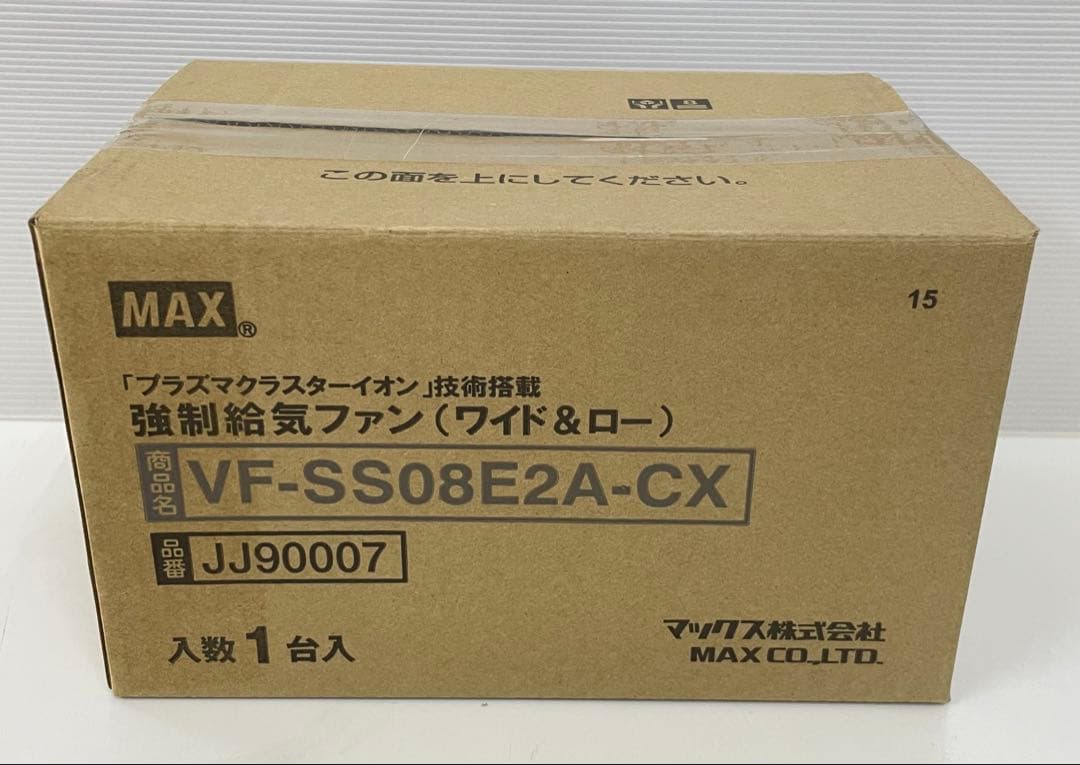 この面を上にしてください。
MAX®
15
「プラズマクラスターイオン」技術搭載
強制給気ファン(ワイド&ロー)
商品名 VF-SS08E2A-CX
品番 JJ90007
入数1台入
マックス株式会社
MAX CO.,LTD.